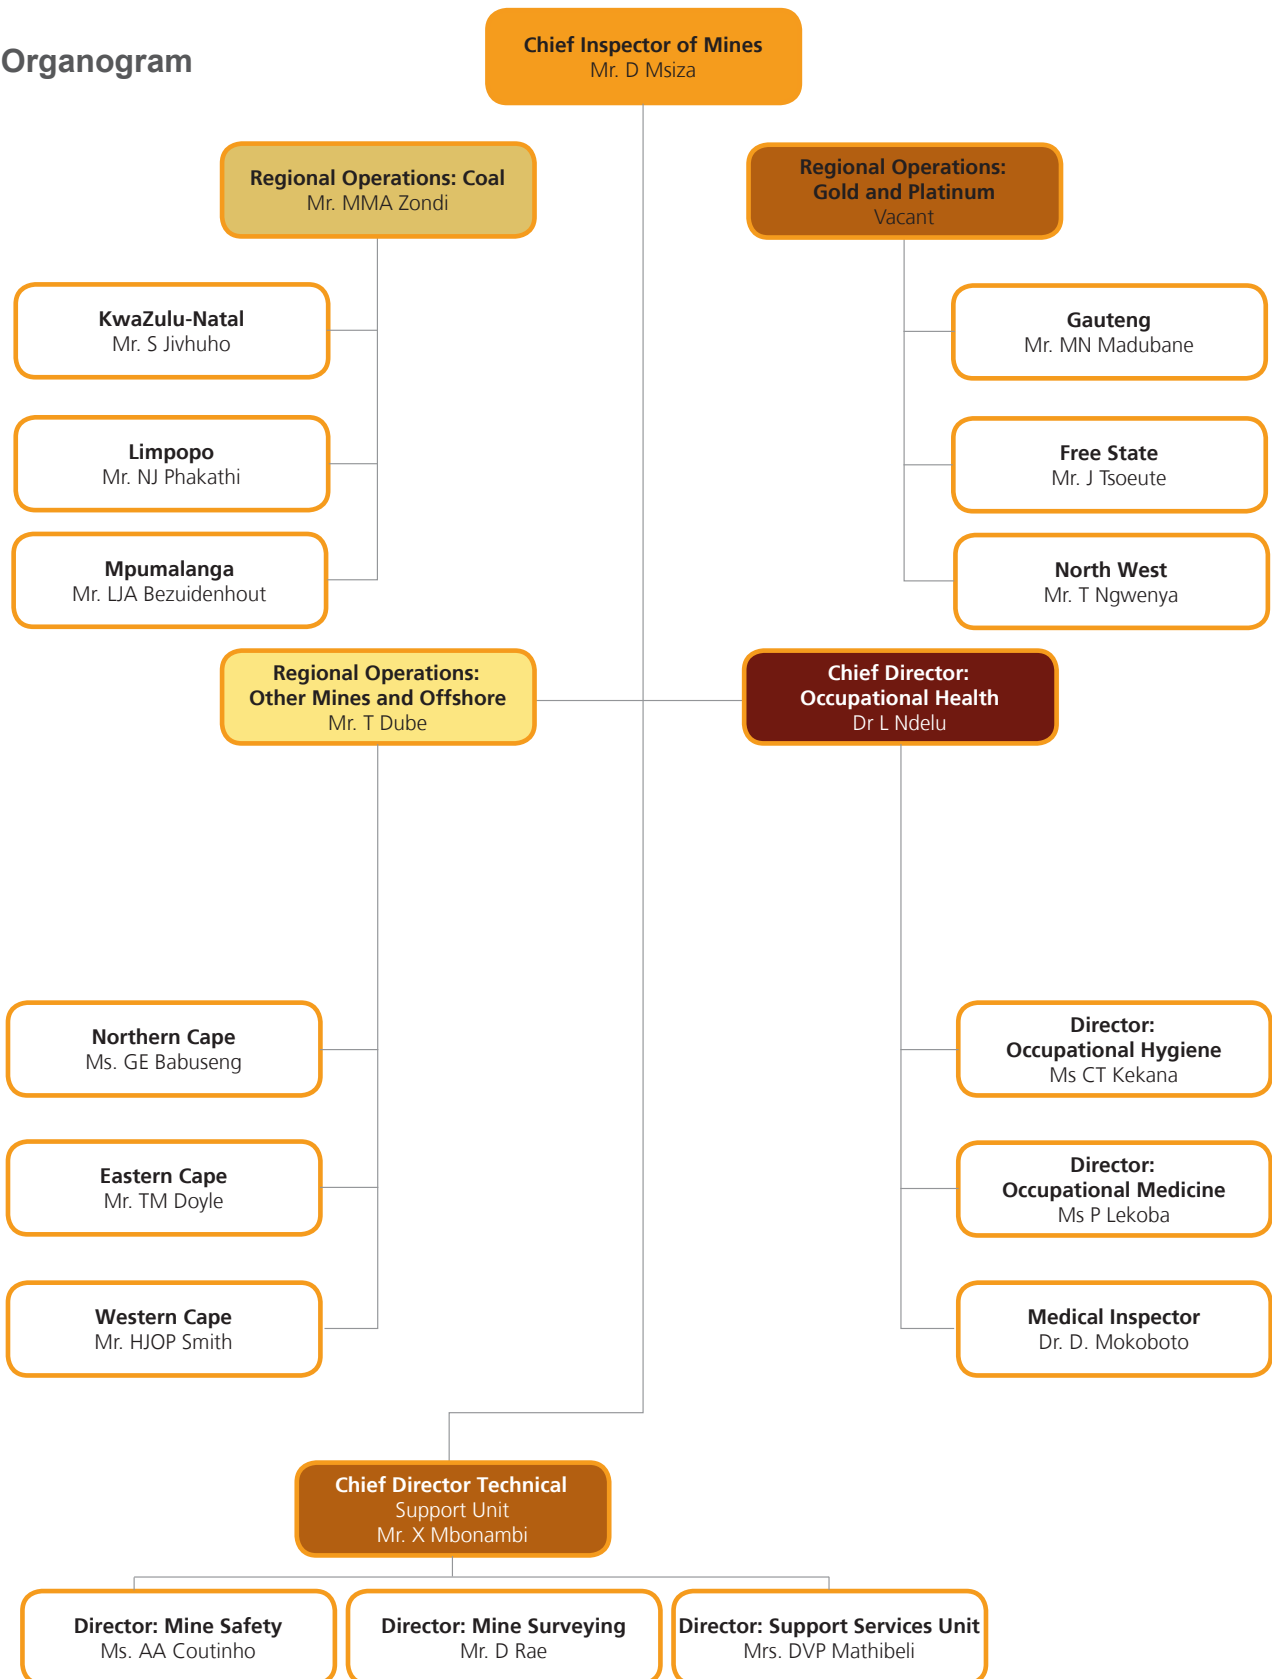 Organogram
Chief Inspector of Mines
Mr. D Msiza
Regional Operations: Coal
Mr. MMA Zondi
Regional Operations:
Gold and Platinum
Vacant
KwaZulu-Natal
Mr. S Jivhuho
Gauteng
Mr. MN Madubane
Limpopo
Mr. NJ Phakathi
Free State
Mr. J Tsoeute
Mpumalanga
Mr. LJA Bezuidenhout
North West
Mr. T Ngwenya
Regional Operations:
Other Mines and Offshore
Mr. T Dube
Chief Director:
Occupational Health
Dr L Ndelu
Northern Cape
Ms. GE Babuseng
Director:
Occupational Hygiene
Ms CT Kekana
Eastern Cape
Mr. TM Doyle
Director:
Occupational Medicine
Ms P Lekoba
Western Cape
Mr. HJOP Smith
Medical Inspector
Dr. D. Mokoboto
Chief Director Technical
Support Unit
Mr. X Mbonambi
Director: Mine Safety
Ms. AA Coutinho
Director: Mine Surveying
Mr. D Rae
Director: Support Services Unit
Mrs. DVP Mathibeli